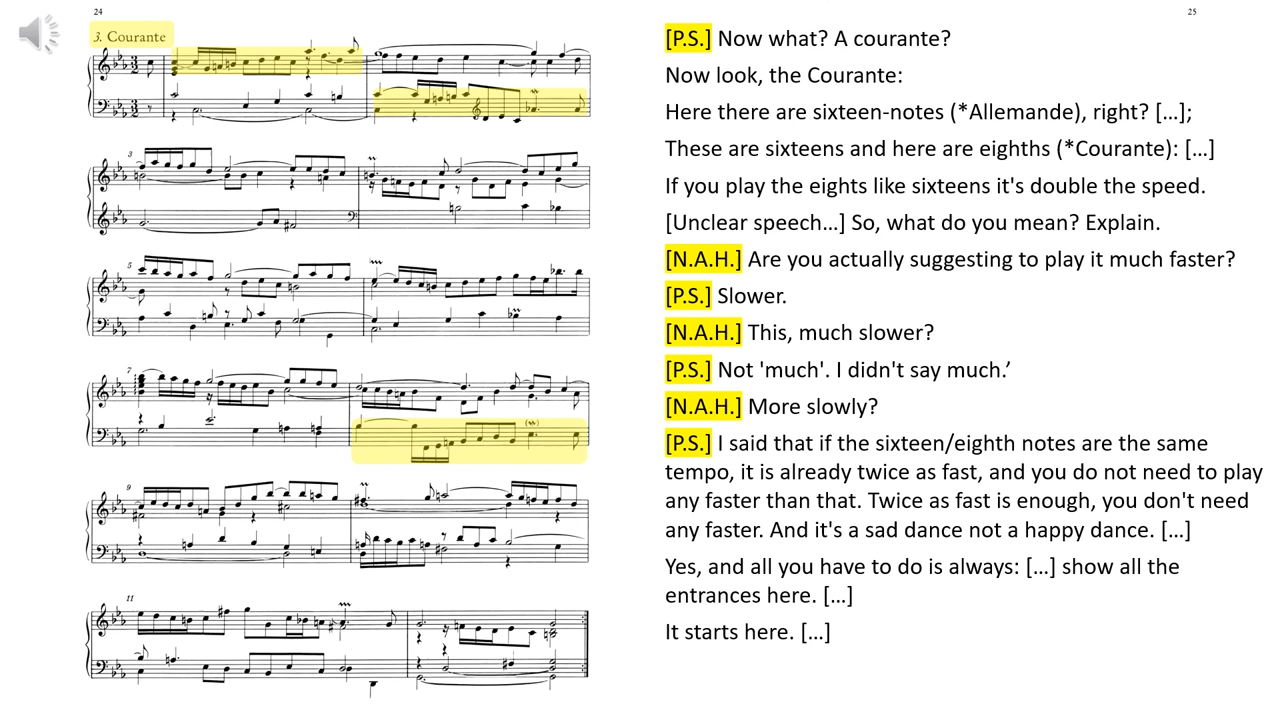 24
25
3. Courante
3
5
7
9
11
[P.S.] Now what? A courante?
Now look, the Courante:
Here there are sixteen-notes (*Allemande), right? […];
These are sixteens and here are eighths (*Courante): […]
If you play the eights like sixteens it's double the speed.
[Unclear speech…] So, what do you mean? Explain.
[N.A.H.] Are you actually suggesting to play it much faster?
[P.S.] Slower.
[N.A.H.] This, much slower?
[P.S.] Not 'much'. I didn't say much.’
[N.A.H.] More slowly?
[P.S.] I said that if the sixteen/eighth notes are the same
tempo, it is already twice as fast, and you do not need to play
any faster than that. Twice as fast is enough, you don't need
any faster. And it's a sad dance not a happy dance. […]
Yes, and all you have to do is always: […] show all the
entrances here. […]
It starts here. […]